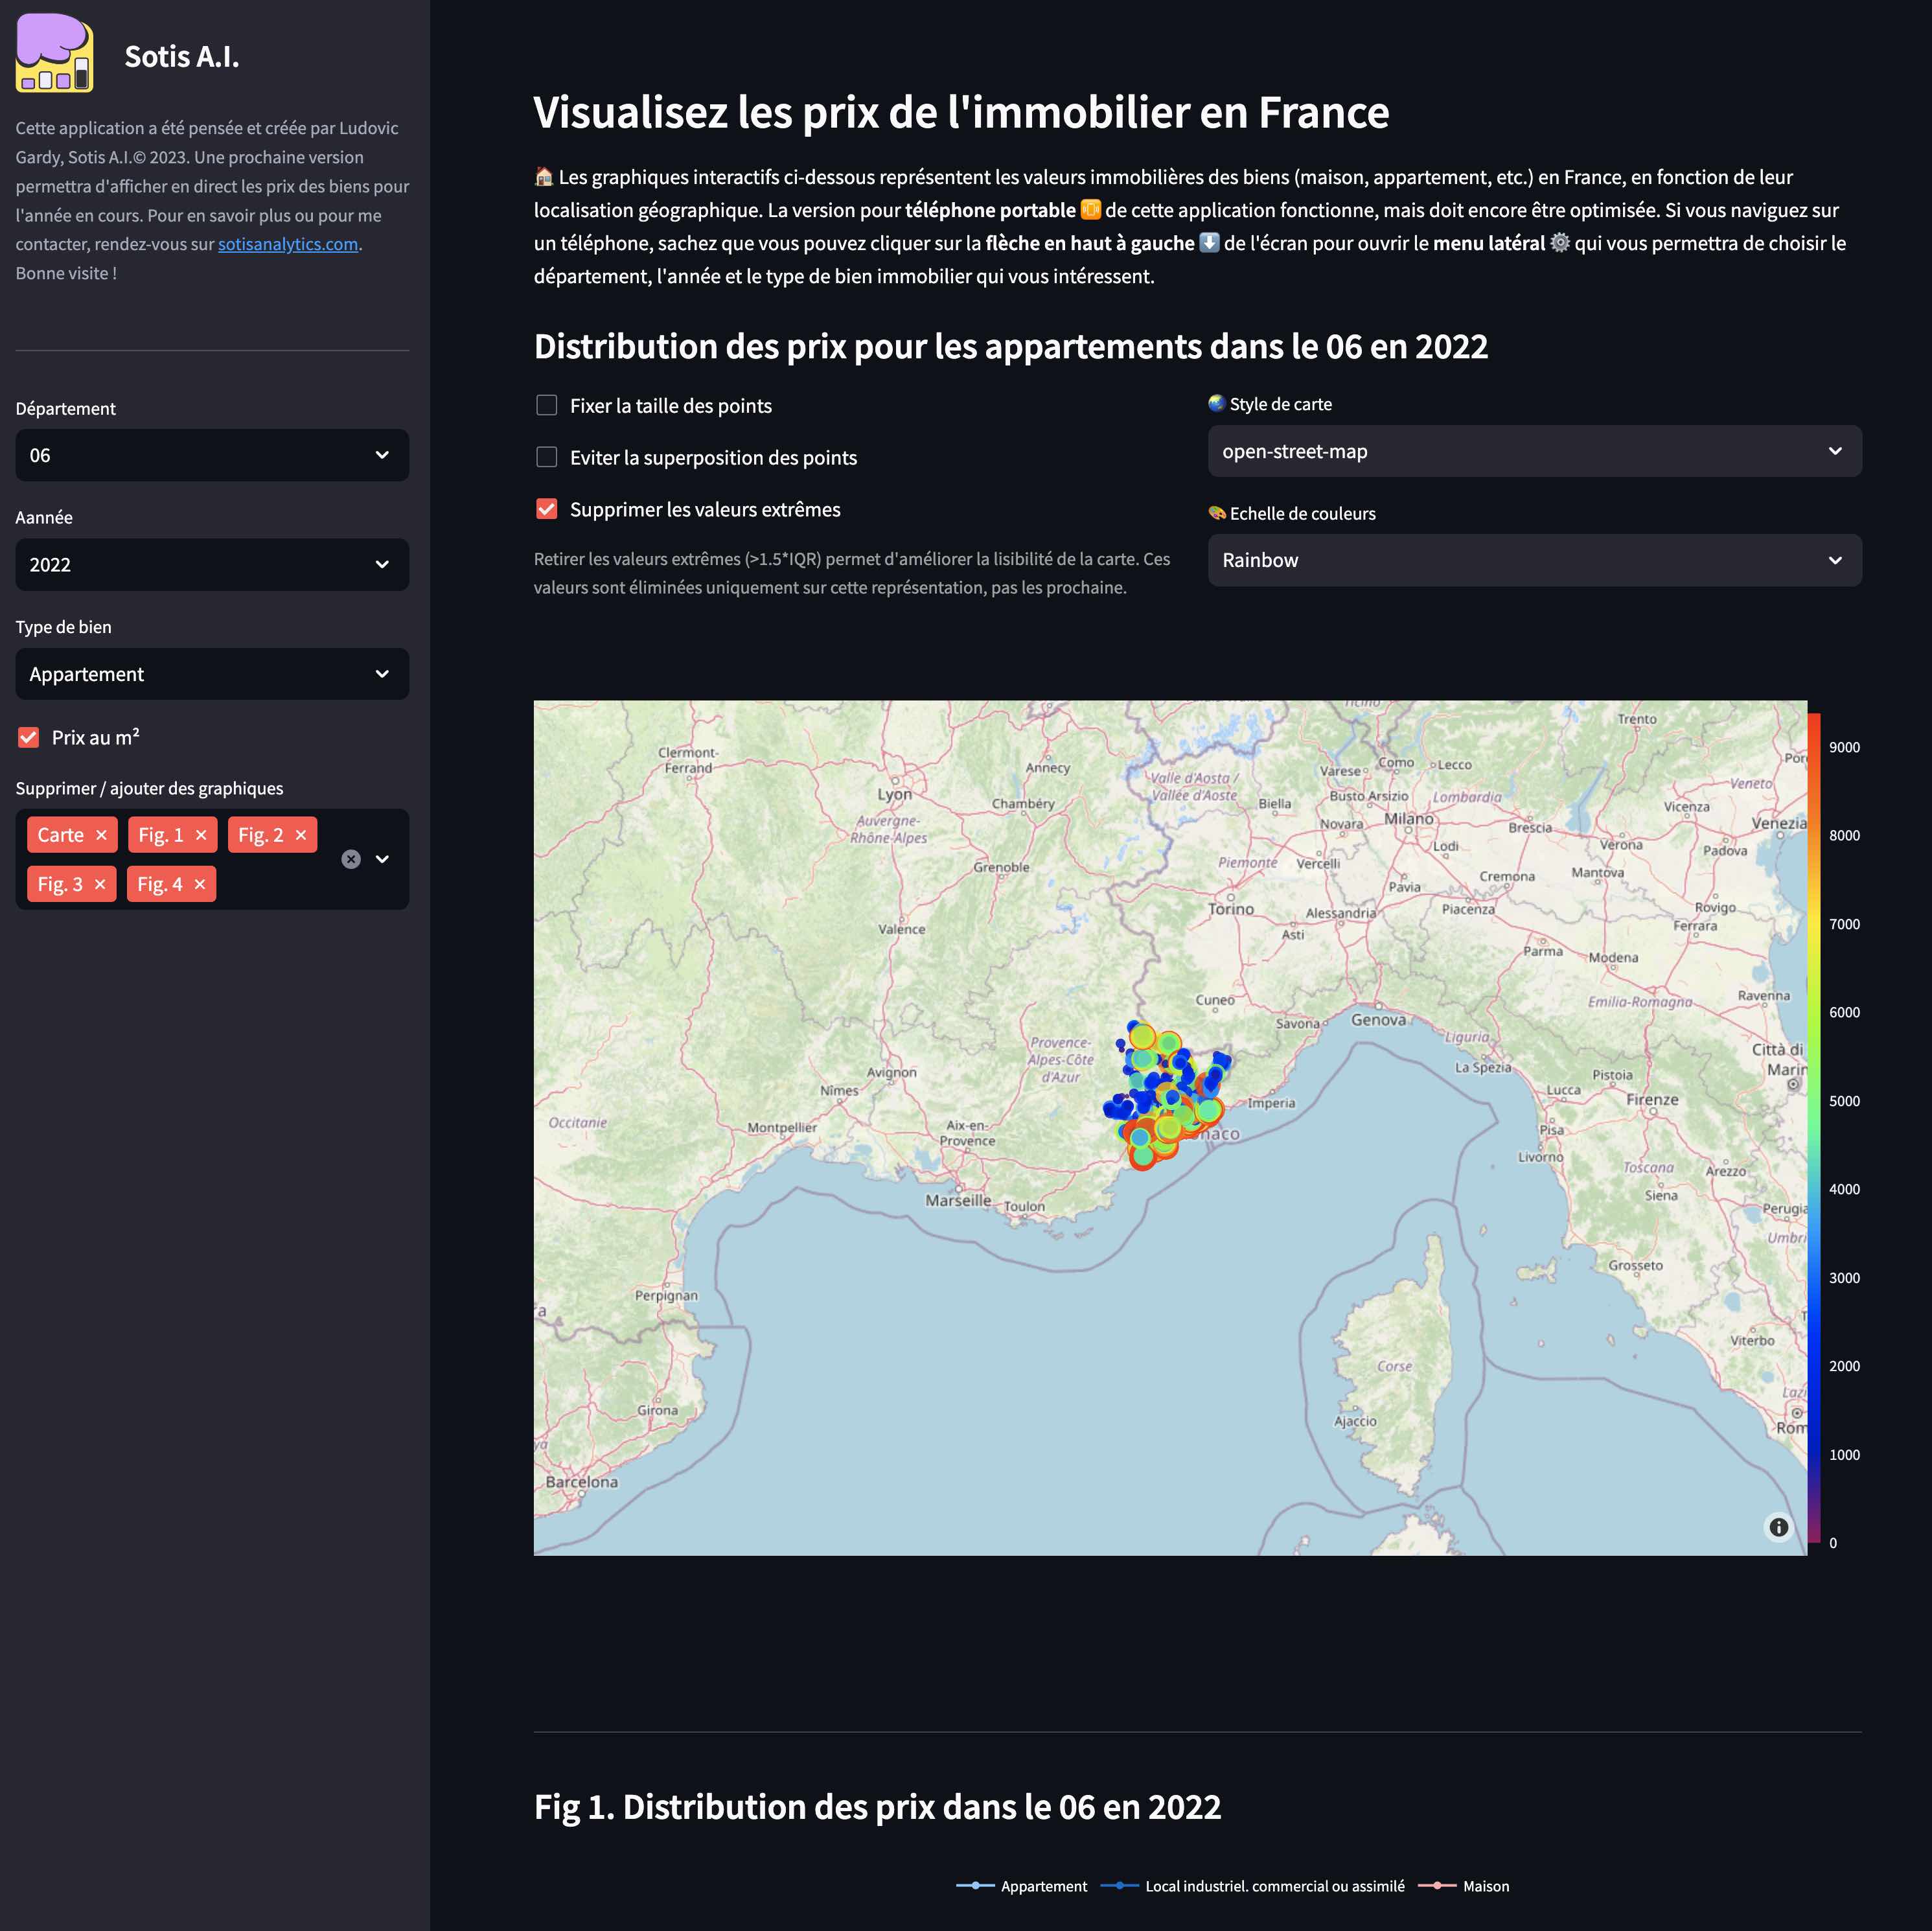 Sotis A.I.
Cette application a été pensée et créée par Ludovic
Gardy, Sotis A.I.© 2023. Une prochaine version
permettra d'afficher en direct les prix des biens pour
l'année en cours. Pour en savoir plus ou pour me
contacter, rendez-vous sur sotisanalytics.com.
Bonne visite !
Département
06
Aannée
2022
Type de bien
Appartement
Prix au m²
Supprimer / ajouter des graphiques
Carte × Fig. 1 × Fig. 2 ×
Fig. 3 × Fig. 4 ×
Visualisez les prix de l'immobilier en France
🏠 Les graphiques interactifs ci-dessous représentent les valeurs immobilières des biens (maison, appartement, etc.) en France, en fonction de leur
localisation géographique. La version pour téléphone portable 📳 de cette application fonctionne, mais doit encore être optimisée. Si vous naviguez sur
un téléphone, sachez que vous pouvez cliquer sur la flèche en haut à gauche ⬇️ de l'écran pour ouvrir le menu latéral ⚙️ qui vous permettra de choisir le
département, l'année et le type de bien immobilier qui vous intéressent.
Distribution des prix pour les appartements dans le 06 en 2022
Fixer la taille des points
Eviter la superposition des points
Supprimer les valeurs extrêmes
Retirer les valeurs extrêmes (>1.5*IQR) permet d'améliorer la lisibilité de la carte. Ces
valeurs sont éliminées uniquement sur cette représentation, pas les prochaine.
🌏 Style de carte
open-street-map
🎨 Echelle de couleurs
Rainbow
Ticino
Trento
Clermont-
Ferrand
Annecy
Valle d'Aosta /
Vallée d'Aoste
Varese
Como
Lecco
Veneto
Lyon
Chambéry
Biella
Busto Arsizio
Lombardia
Vicenza
Auvergne-
Rhône-Alpes
Novara
Milano
Brescia
Verona
Venezia
Lodi
Padova
Grenoble
Piemonte
Vercelli
Pavia
Cremona
Mantova
Torino
Alessandria
Piacenza
Rovigo
Valence
Asti
Ferrara
Parma
Modena
Cuneo
Emilia-Romagna
Ravenna
Savona
Genova
Liguria
Provence-
Alpes-Côte
d'Azur
Città di
Marin
La Spezia
Avignon
Nîmes
Pistoia
Lucca
Firenze
Imperia
Occitanie
Montpellier
Aix-en-
Provence
naco
Pisa
Livorno
Toscana
Arezzo
Marseille
Toulon
Siena
Perugia
Umbri
Grosseto
Perpignan
Viterbo
Corse
Girona
Lazi
Ajaccio
Rom
Barcelona
9000
8000
7000
6000
5000
4000
3000
2000
1000
0
Fig 1. Distribution des prix dans le 06 en 2022
Appartement Local industriel. commercial ou assimilé Maison